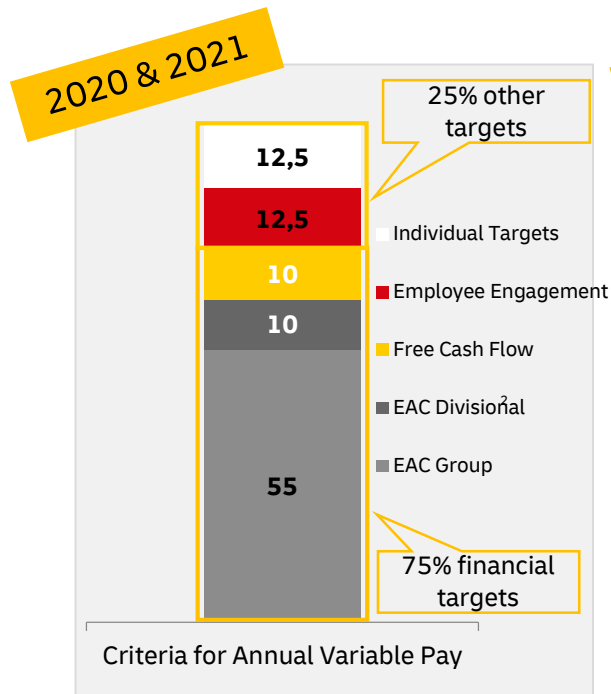 2020 & 2021
25% other
targets
12,5
12,5
10
10
55
Individual Targets
Employee Engagement
Free Cash Flow
EAC Divisional²
EAC Group
75% financial
targets
Criteria for Annual Variable Pay